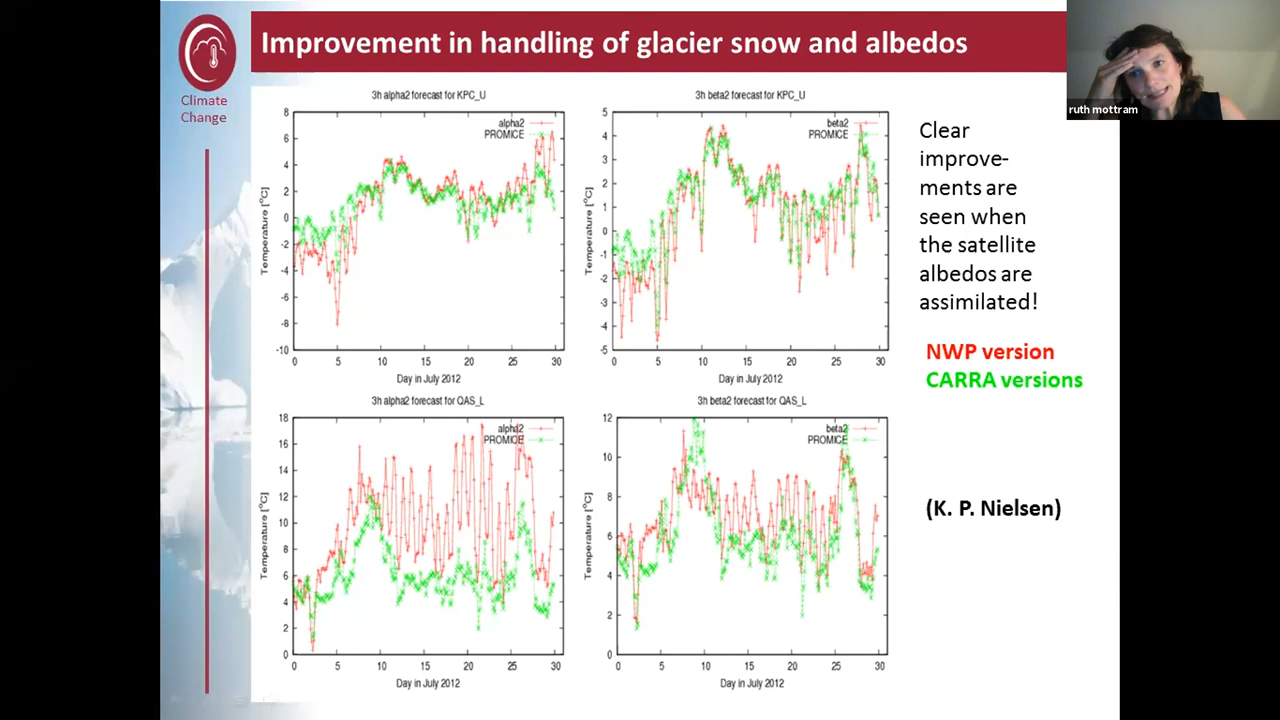 Improvement in handling of glacier snow and albedos
ruth mottram
Climate
Change
3h alpha2 forecast for KPC_U
alpha2
PROMICE
Temperature [°C]
8
6
4
2
0
-2
-4
-6
-8
-10
0 5 10 15 20 25 30
Day in July 2012
3h beta2 forecast for KPC_U
beta2
PROMICE
Temperature [°C]
5
4
3
2
1
0
-1
-2
-3
-4
-5
0 5 10 15 20 25 30
Day in July 2012
Clear
improve-
ments are
seen when
the satellite
albedos are
assimilated!
NWP version
CARRA versions
3h alpha2 forecast for QAS_L
alpha2
PROMICE
Temperature [°C]
18
16
14
12
10
8
6
4
2
0
0 5 10 15 20 25 30
Day in July 2012
3h beta2 forecast for QAS_L
beta2
PROMICE
Temperature [°C]
12
10
8
6
4
2
0
0 5 10 15 20 25 30
Day in July 2012
(K. P. Nielsen)